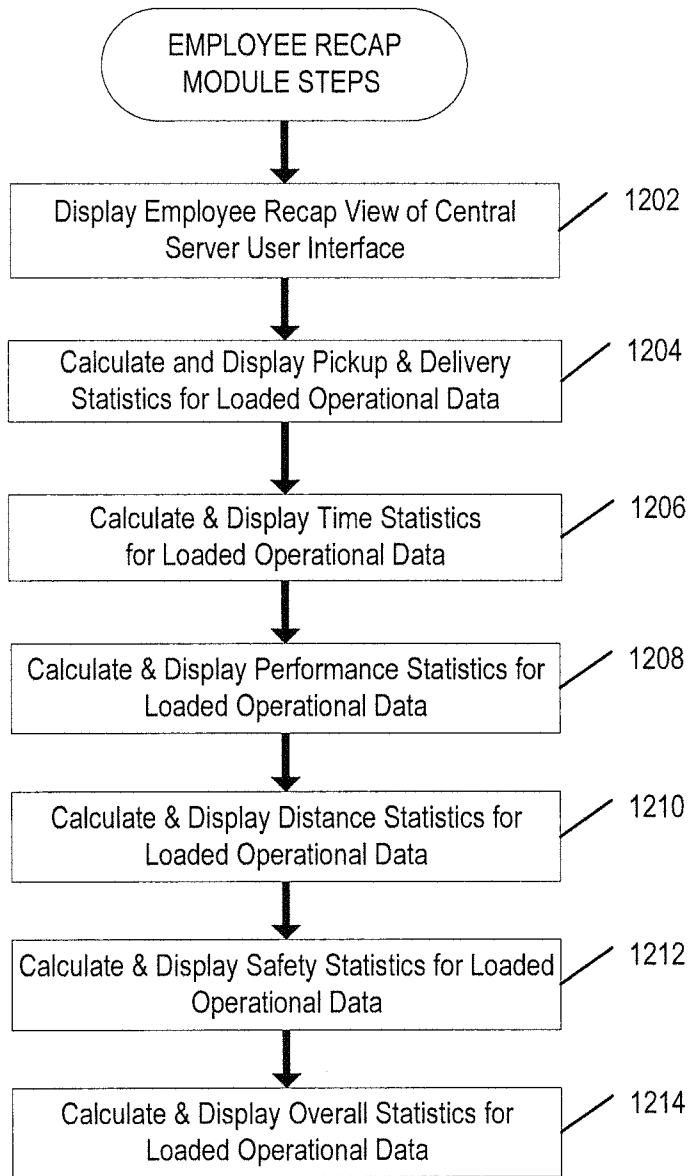 EMPLOYEE RECAP
MODULE STEPS
1202
Display Employee Recap View of Central
Server User Interface
1204
Calculate and Display Pickup & Delivery
Statistics for Loaded Operational Data
1206
Calculate & Display Time Statistics
for Loaded Operational Data
1208
Calculate & Display Performance Statistics for
Loaded Operational Data
1210
Calculate & Display Distance Statistics for
Loaded Operational Data
1212
Calculate & Display Safety Statistics for Loaded
Operational Data
1214
Calculate & Display Overall Statistics for
Loaded Operational Data